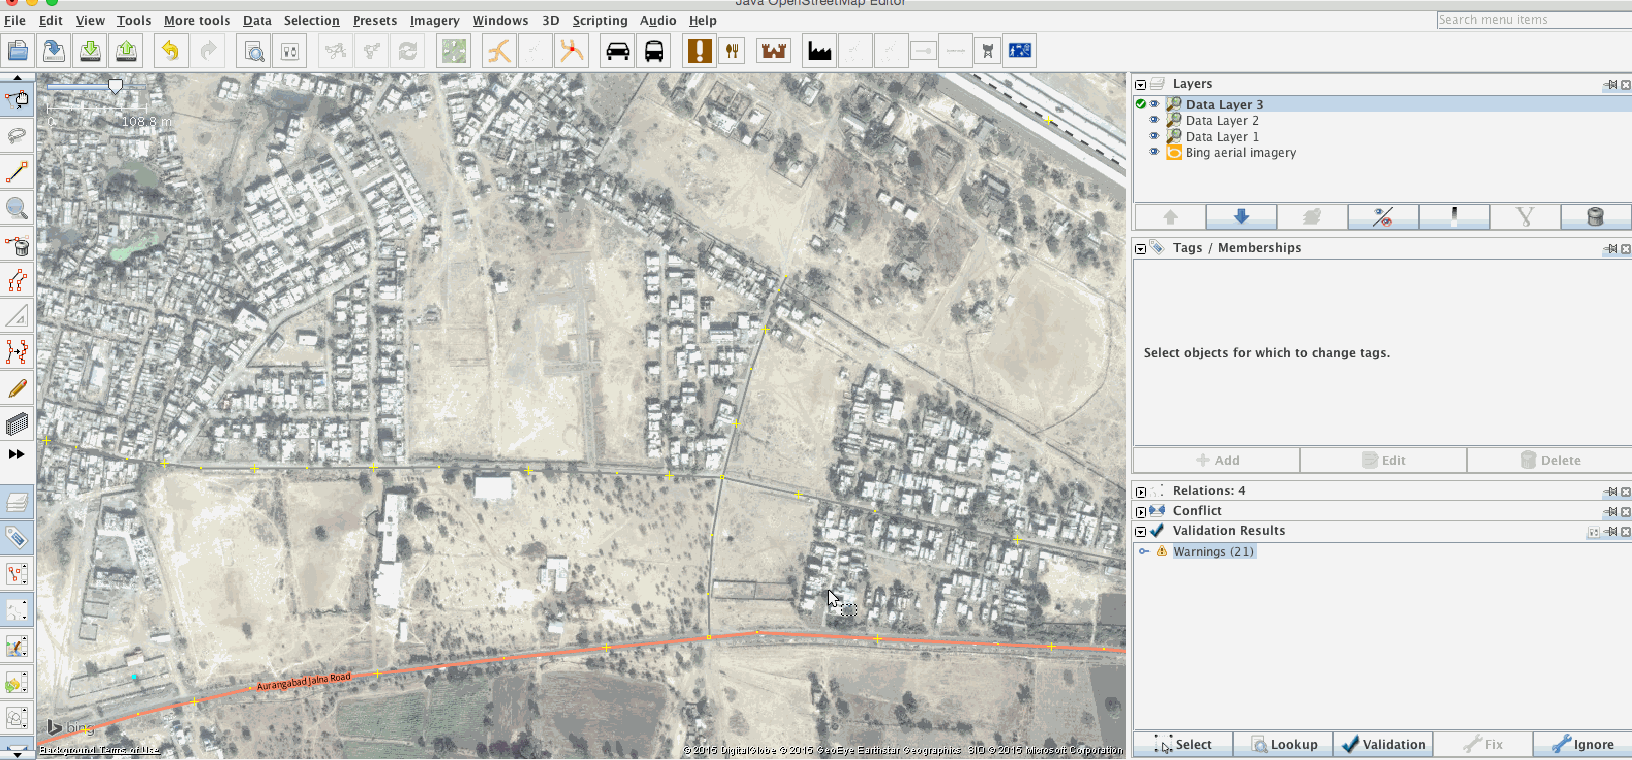 Java OpenStreetMap Editor
File Edit View Tools More tools Data Selection Presets Imagery Windows 3D Scripting Audio Help
Search menu items
0 108.8 m
Aurangabad Jalna Road
bing
Background Terms of Use
© 2015 DigitalGlobe © 2015 GeoEye Earthstar Geographics SIO © 2015 Microsoft Corporation
Layers
Data Layer 3
Data Layer 2
Data Layer 1
Bing aerial imagery
Tags / Memberships
Select objects for which to change tags.
Add Edit Delete
Relations: 4
Conflict
Validation Results
Warnings (21)
Select Lookup Validation Fix Ignore